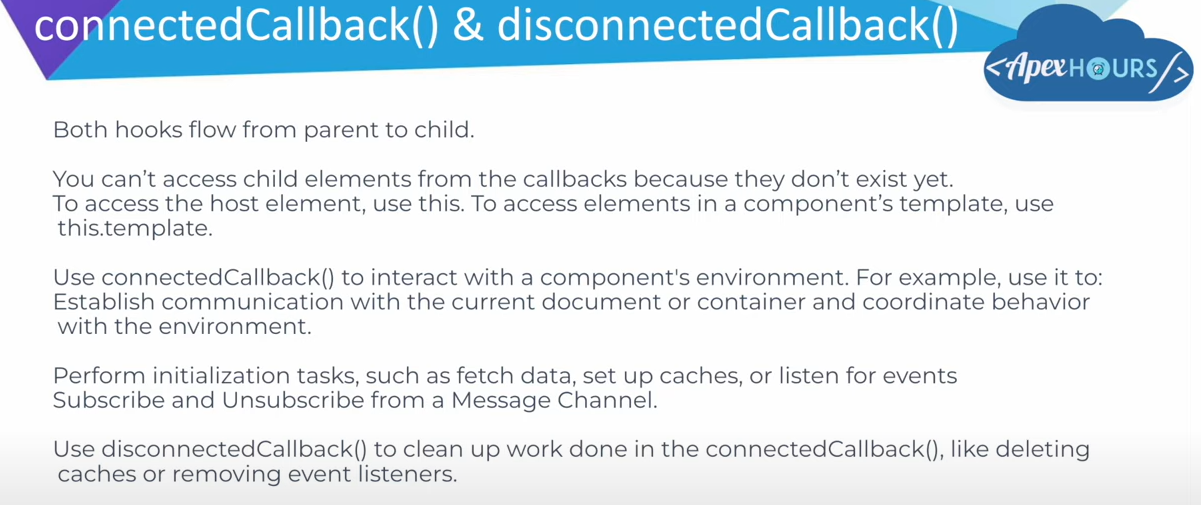 connectedCallback() & disconnectedCallback()
<ApexHOURS/>
Both hooks flow from parent to child.
You can’t access child elements from the callbacks because they don’t exist yet.
To access the host element, use this. To access elements in a component’s template, use
this.template.
Use connectedCallback() to interact with a component's environment. For example, use it to:
Establish communication with the current document or container and coordinate behavior
with the environment.
Perform initialization tasks, such as fetch data, set up caches, or listen for events
Subscribe and Unsubscribe from a Message Channel.
Use disconnectedCallback() to clean up work done in the connectedCallback(), like deleting
caches or removing event listeners.